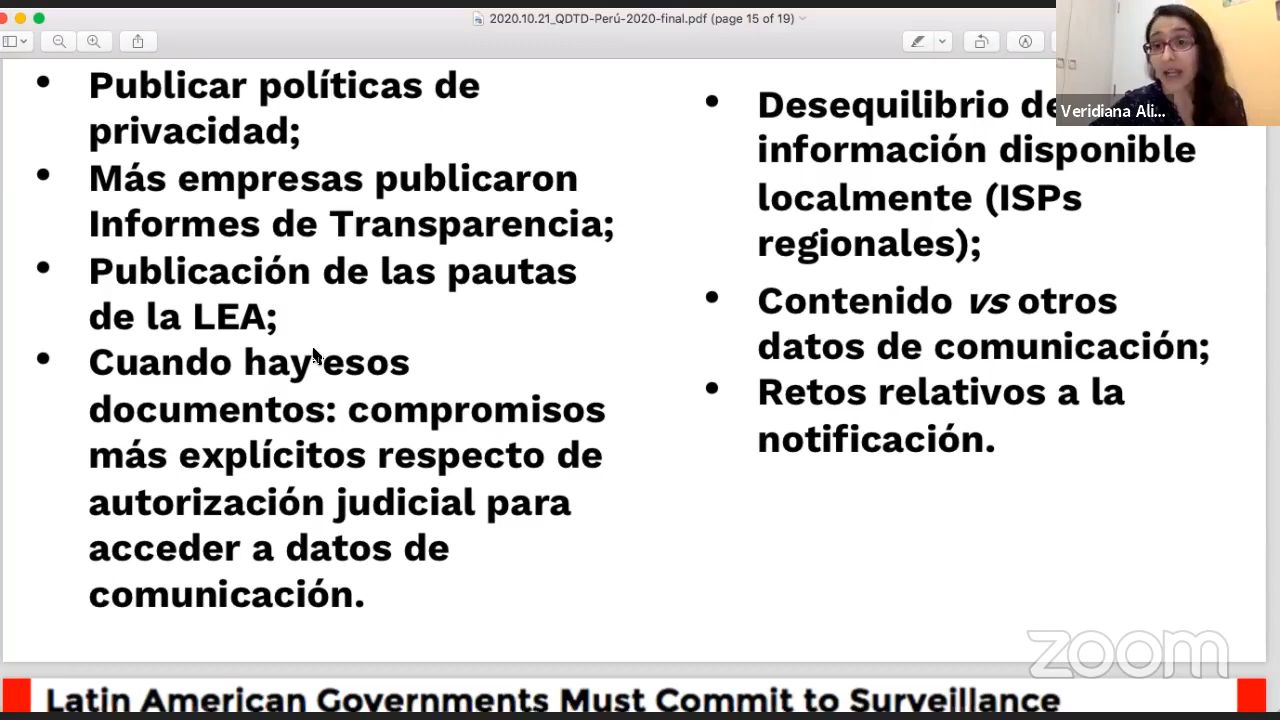 2020.10.21_QDTD-Perú-2020-final.pdf (page 15 of 19)
Veridiana Ali...
Publicar políticas de
privacidad;
Más empresas publicaron
Informes de Transparencia;
Publicación de las pautas
de la LEA;
Cuando hay esos
documentos: compromisos
más explícitos respecto de
autorización judicial para
acceder a datos de
comunicación.
Desequilibrio de
información disponible
localmente (ISPs
regionales);
Contenido vs otros
datos de comunicación;
Retos relativos a la
notificación.
zoom
Latin American Governments Must Commit to Surveillance